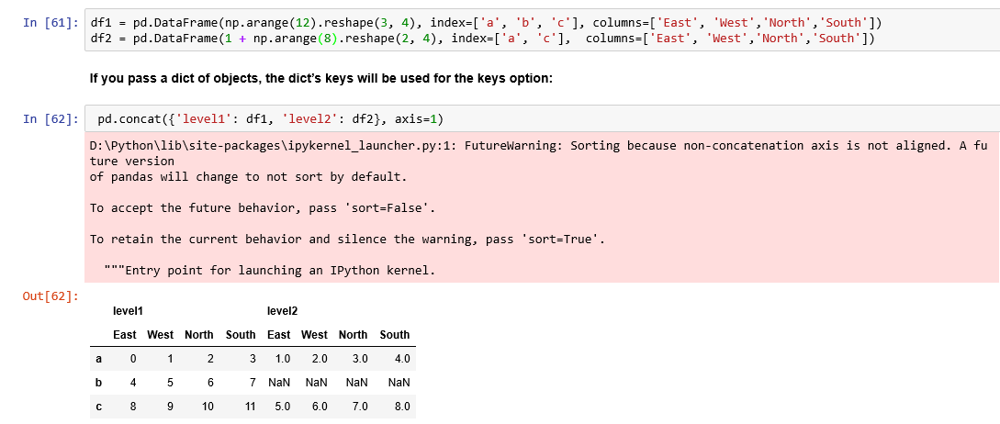 In [61]: df1 = pd.DataFrame(np.arange(12).reshape(3, 4), index=['a', 'b', 'c'], columns=['East', 'West','North','South'])
df2 = pd.DataFrame(1 + np.arange(8).reshape(2, 4), index=['a', 'c'],  columns=['East', 'West','North','South'])
If you pass a dict of objects, the dict’s keys will be used for the keys option:
In [62]: pd.concat({'level1': df1, 'level2': df2}, axis=1)
D:\Python\lib\site-packages\ipykernel_launcher.py:1: FutureWarning: Sorting because non-concatenation axis is not aligned. A fu
ture version
of pandas will change to not sort by default.
To accept the future behavior, pass 'sort=False'.
To retain the current behavior and silence the warning, pass 'sort=True'.
"""Entry point for launching an IPython kernel.
Out[62]:
level1 level2
East West North South East West North South
a 0 1 2 3 1.0 2.0 3.0 4.0
b 4 5 6 7 NaN NaN NaN NaN
c 8 9 10 11 5.0 6.0 7.0 8.0